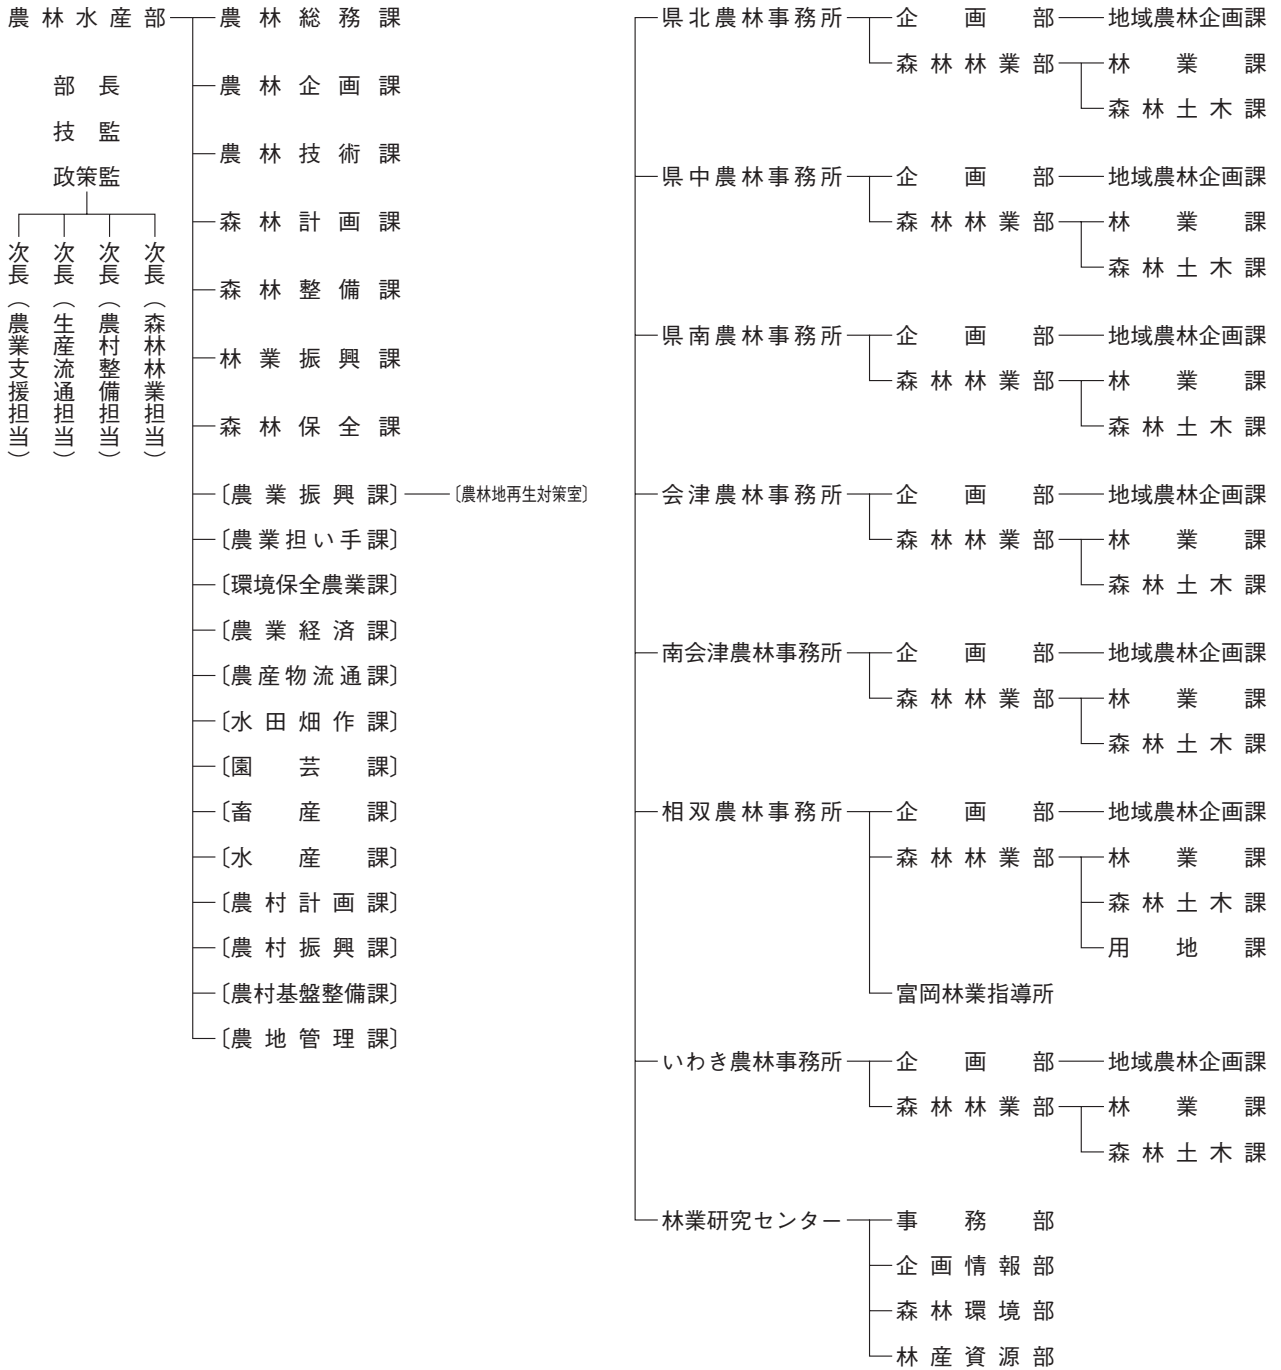 農林水産部
部長
技監
政策監
次長（農業支援担当）
次長（生産流通担当）
次長（農村整備担当）
次長（森林林業担当）
農林総務課
農林企画課
農林技術課
森林計画課
森林整備課
林業振興課
森林保全課
〔農業振興課〕
〔農林地再生対策室〕
〔農業担い手課〕
〔環境保全農業課〕
〔農業経済課〕
〔農産物流通課〕
〔水田畑作課〕
〔園芸課〕
〔畜産課〕
〔水産課〕
〔農村計画課〕
〔農村振興課〕
〔農村基盤整備課〕
〔農地管理課〕
県北農林事務所
企画部
地域農林企画課
森林林業部
林業課
森林土木課
県中農林事務所
企画部
地域農林企画課
森林林業部
林業課
森林土木課
県南農林事務所
企画部
地域農林企画課
森林林業部
林業課
森林土木課
会津農林事務所
企画部
地域農林企画課
森林林業部
林業課
森林土木課
南会津農林事務所
企画部
地域農林企画課
森林林業部
林業課
森林土木課
相双農林事務所
企画部
地域農林企画課
森林林業部
林業課
森林土木課
用地課
富岡林業指導所
いわき農林事務所
企画部
地域農林企画課
森林林業部
林業課
森林土木課
林業研究センター
事務部
企画情報部
森林環境部
林産資源部